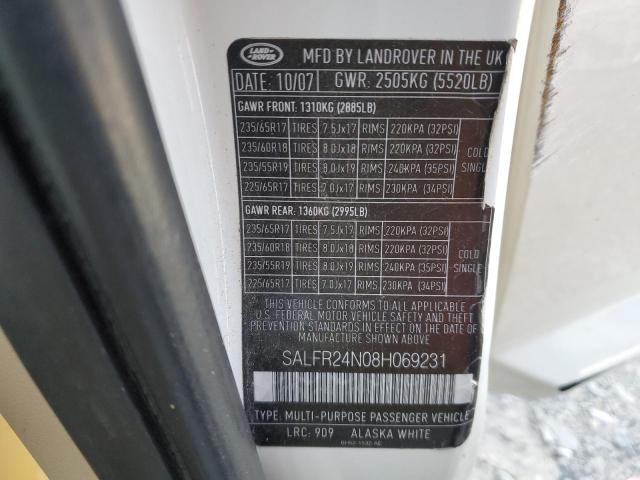 LAND ROVER
MFD BY LANDROVER IN THE UK
DATE: 10/07 GWR: 2505KG (5520LB)
GAWR FRONT: 1310KG (2885LB)
235/65R17 TIRES 7.5Jx17 RIMS 220KPA (32PSI)
235/60R18 TIRES 8.0Jx18 RIMS 220KPA (32PSI) COLD
235/55R19 TIRES 8.0Jx19 RIMS 240KPA (35PSI) SINGLE
225/65R17 TIRES 7.0Jx17 RIMS 230KPA (34PSI)
GAWR REAR: 1360KG (2995LB)
235/65R17 TIRES 7.5Jx17 RIMS 220KPA (32PSI)
235/60R18 TIRES 8.0Jx18 RIMS 220KPA (32PSI) COLD
235/55R19 TIRES 8.0Jx19 RIMS 240KPA (35PSI) SINGLE
225/65R17 TIRES 7.0Jx17 RIMS 230KPA (34PSI)
THIS VEHICLE CONFORMS TO ALL APPLICABLE
U.S. FEDERAL MOTOR VEHICLE SAFETY AND THEFT
PREVENTION STANDARDS IN EFFECT ON THE DATE
OF MANUFACTURE SHOWN ABOVE.
SALFR24N08H069231
TYPE: MULTI-PURPOSE PASSENGER VEHICLE
LRC: 909 ALASKA WHITE